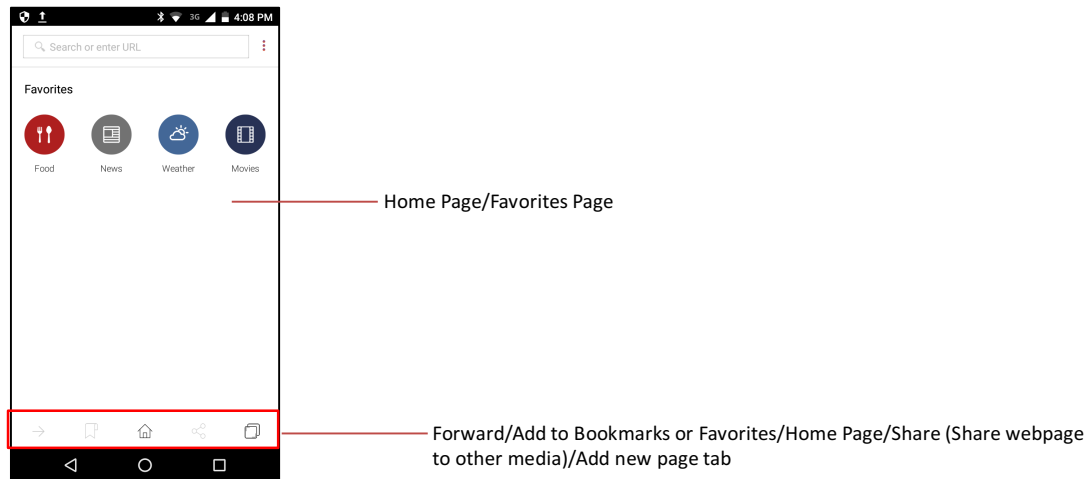 3G 4:08 PM
Search or enter URL
Favorites
Food News Weather Movies
Home Page/Favorites Page
Forward/Add to Bookmarks or Favorites/Home Page/Share (Share webpage
to other media)/Add new page tab